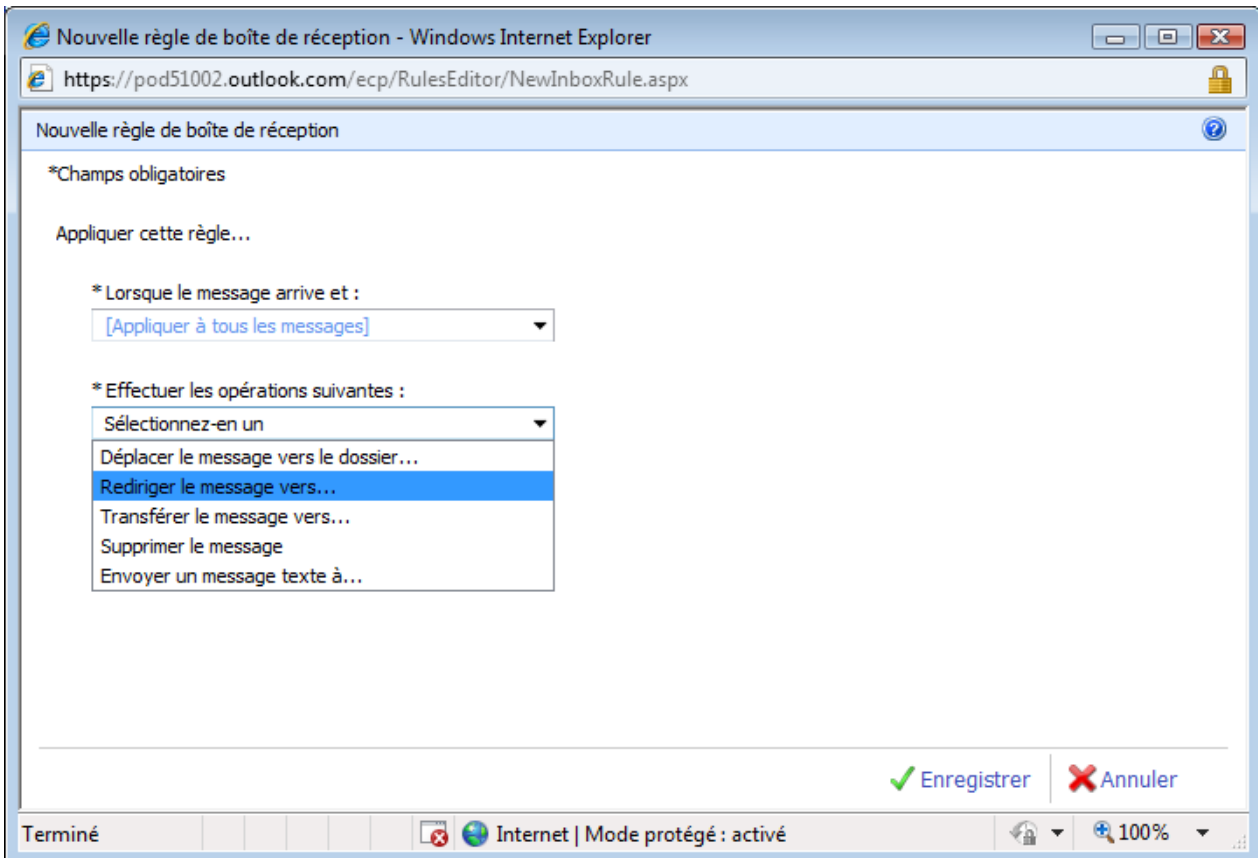 Nouvelle règle de boîte de réception - Windows Internet Explorer
https://pod51002.outlook.com/ecp/RulesEditor/NewInboxRule.aspx
Nouvelle règle de boîte de réception
*Champs obligatoires
Appliquer cette règle...
* Lorsque le message arrive et :
[Appliquer à tous les messages]
* Effectuer les opérations suivantes :
Sélectionnez-en un
Déplacer le message vers le dossier...
Rediriger le message vers...
Transférer le message vers...
Supprimer le message
Envoyer un message texte à...
Enregistrer Annuler
Terminé Internet | Mode protégé : activé 100%